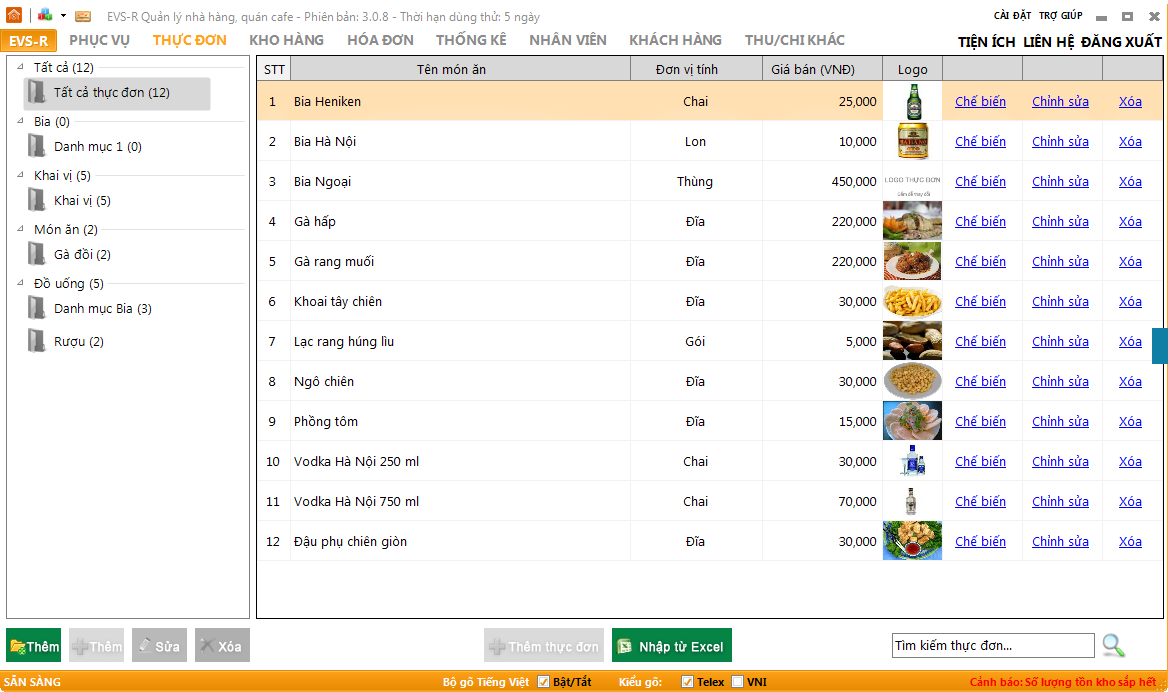 EVS-R Quản lý nhà hàng, quán cafe - Phiên bản: 3.0.8 - Thời hạn dùng thử: 5 ngày
CÀI ĐẶT TRỢ GIÚP
EVS-R PHỤC VỤ THỰC ĐƠN KHO HÀNG HÓA ĐƠN THỐNG KÊ NHÂN VIÊN KHÁCH HÀNG THU/CHI KHÁC
TIỆN ÍCH LIÊN HỆ ĐĂNG XUẤT
Tất cả (12)
Tất cả thực đơn (12)
Bia (0)
Danh mục 1 (0)
Khai vị (5)
Khai vị (5)
Món ăn (2)
Gà đồi (2)
Đồ uống (5)
Danh mục Bia (3)
Rượu (2)
STT Tên món ăn Đơn vị tính Giá bán (VNĐ) Logo
1 Bia Heniken Chai 25,000 Chế biến Chỉnh sửa Xóa
2 Bia Hà Nội Lon 10,000 Chế biến Chỉnh sửa Xóa
3 Bia Ngoại Thùng 450,000 LOGO THỰC ĐƠN Chế biến Chỉnh sửa Xóa
4 Gà hấp Đĩa 220,000 Chế biến Chỉnh sửa Xóa
5 Gà rang muối Đĩa 220,000 Chế biến Chỉnh sửa Xóa
6 Khoai tây chiên Đĩa 30,000 Chế biến Chỉnh sửa Xóa
7 Lạc rang húng lìu Gói 5,000 Chế biến Chỉnh sửa Xóa
8 Ngô chiên Đĩa 30,000 Chế biến Chỉnh sửa Xóa
9 Phồng tôm Đĩa 15,000 Chế biến Chỉnh sửa Xóa
10 Vodka Hà Nội 250 ml Chai 30,000 Chế biến Chỉnh sửa Xóa
11 Vodka Hà Nội 750 ml Chai 70,000 Chế biến Chỉnh sửa Xóa
12 Đậu phụ chiên giòn Đĩa 30,000 Chế biến Chỉnh sửa Xóa
Thêm Thêm Sửa Xóa Thêm thực đơn Nhập từ Excel Tìm kiếm thực đơn...
SẴN SÀNG Bộ gõ Tiếng Việt Bật/Tắt Kiểu gõ: Telex VNI Cảnh báo: Số lượng tồn kho sắp hết